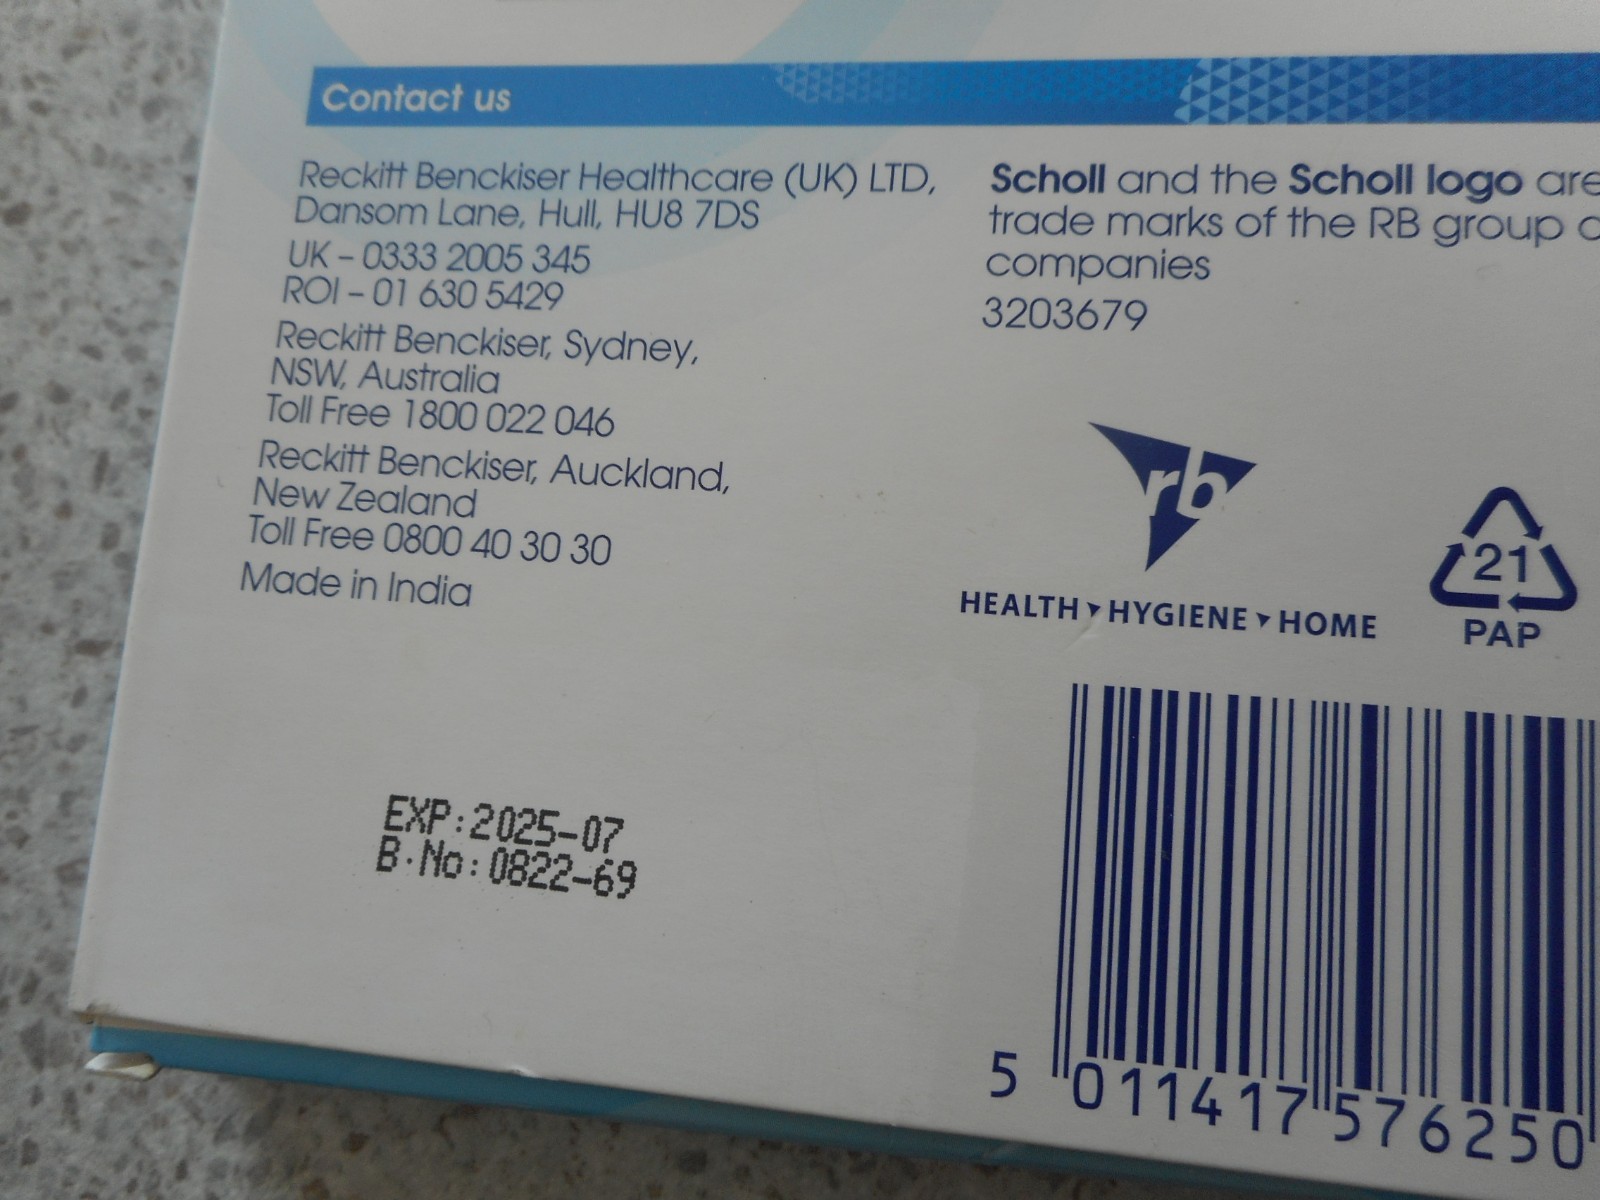 Contact us
Reckitt Benckiser Healthcare (UK) LTD,
Dansom Lane, Hull, HU8 7DS
UK – 0333 2005 345
ROI – 01 630 5429
Reckitt Benckiser, Sydney,
NSW, Australia
Toll Free 1800 022 046
Reckitt Benckiser, Auckland,
New Zealand
Toll Free 0800 40 30 30
Made in India
EXP:2025-07
B.No:0822-69
Scholl and the Scholl logo are
trade marks of the RB group
companies
3203679
rb
HEALTH HYGIENE HOME
21
PAP
5 011417 576250